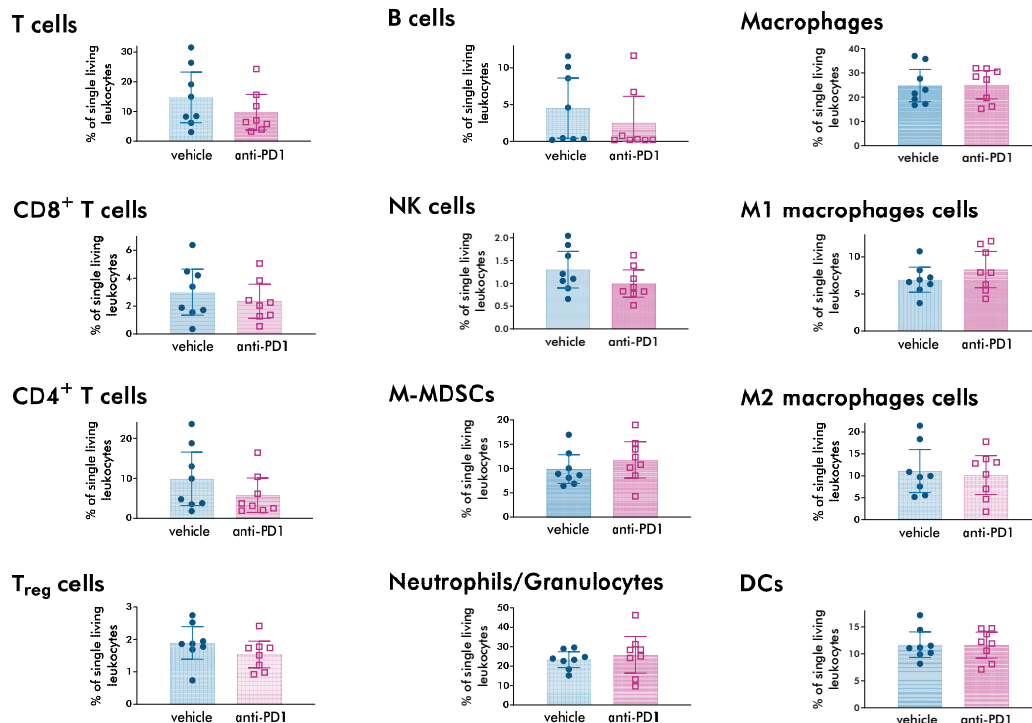 T cells
% of single living
leukocytes
30
20
10
0
vehicle anti-PD1
B cells
% of single living
leukocytes
10
5
0
vehicle anti-PD1
Macrophages
% of single living
leukocytes
40
30
20
10
0
vehicle anti-PD1
CD8+ T cells
% of single living
leukocytes
6
4
2
0
vehicle anti-PD1
NK cells
% of single living
leukocytes
2.0
1.5
1.0
0.5
0.0
vehicle anti-PD1
M1 macrophages cells
% of single living
leukocytes
10
5
0
vehicle anti-PD1
CD4+ T cells
% of single living
leukocytes
20
10
0
vehicle anti-PD1
M-MDSCs
% of single living
leukocytes
20
15
10
5
0
vehicle anti-PD1
M2 macrophages cells
% of single living
leukocytes
20
15
10
5
0
vehicle anti-PD1
Treg cells
% of single living
leukocytes
3
2
1
0
vehicle anti-PD1
Neutrophils/Granulocytes
% of single living
leukocytes
50
40
30
20
10
0
vehicle anti-PD1
DCs
% of single living
leukocytes
15
10
5
0
vehicle anti-PD1